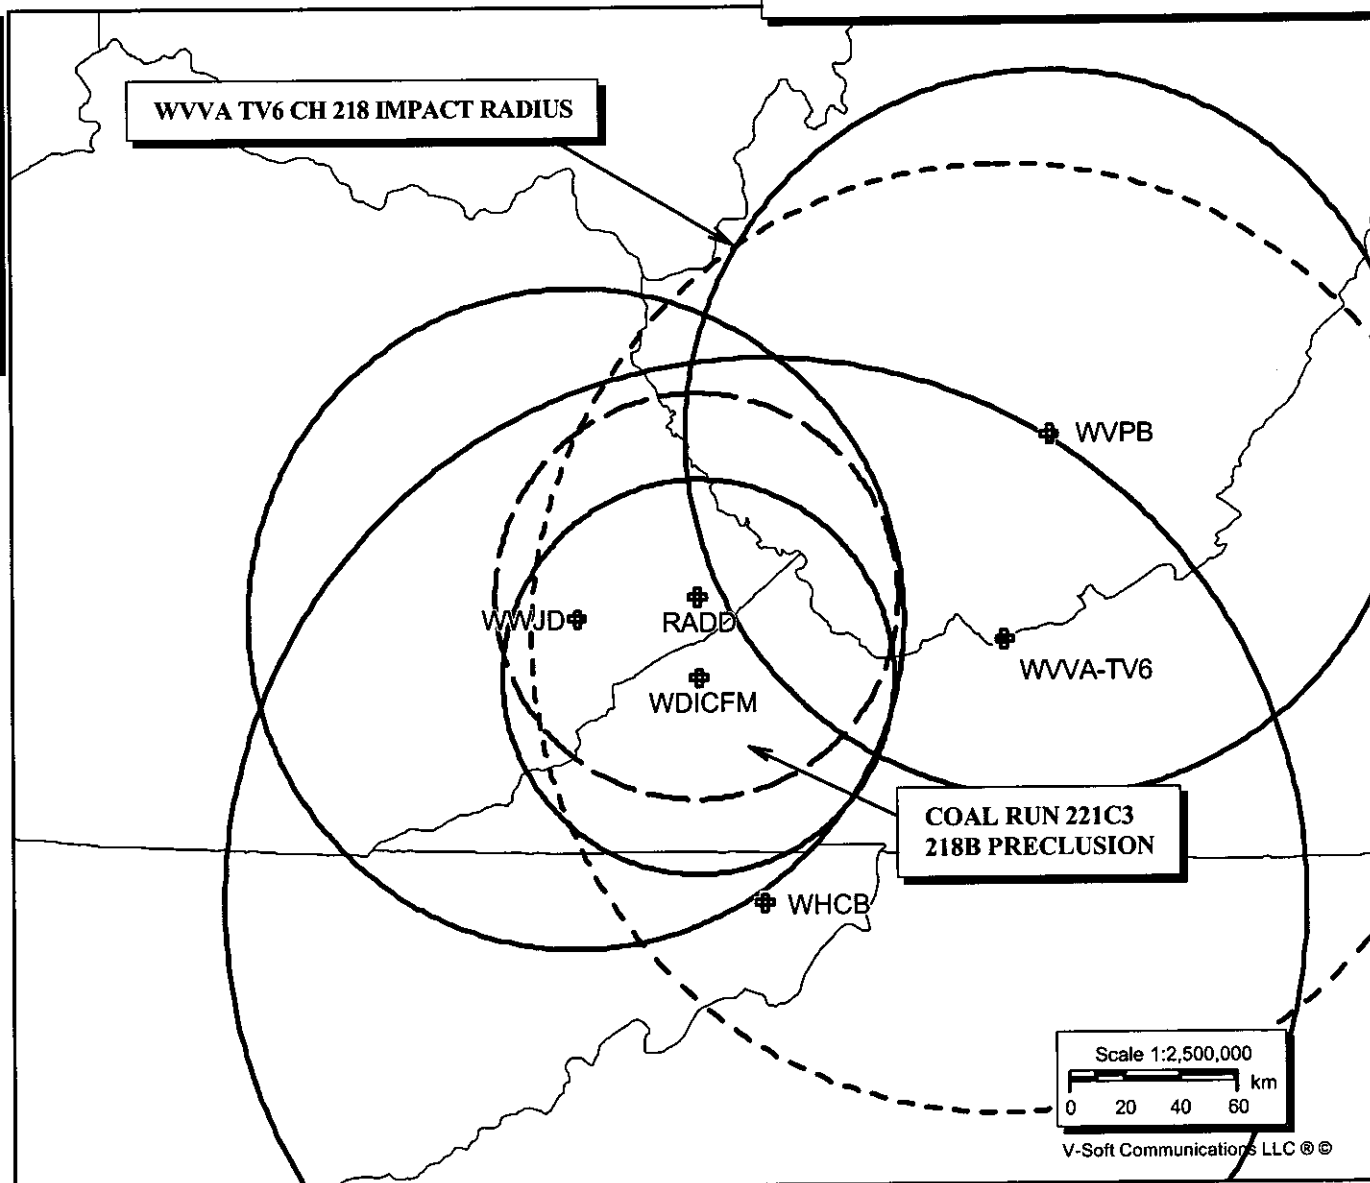 WVVA TV6 CH 218 IMPACT RADIUS
WVPB
WWJD
RADD
WVVA-TV6
WDICFM
COAL RUN 221C3
218B PRECLUSION
WHCB
Scale 1:2,500,000
km
0 20 40 60
V-Soft Communications LLC ® ©